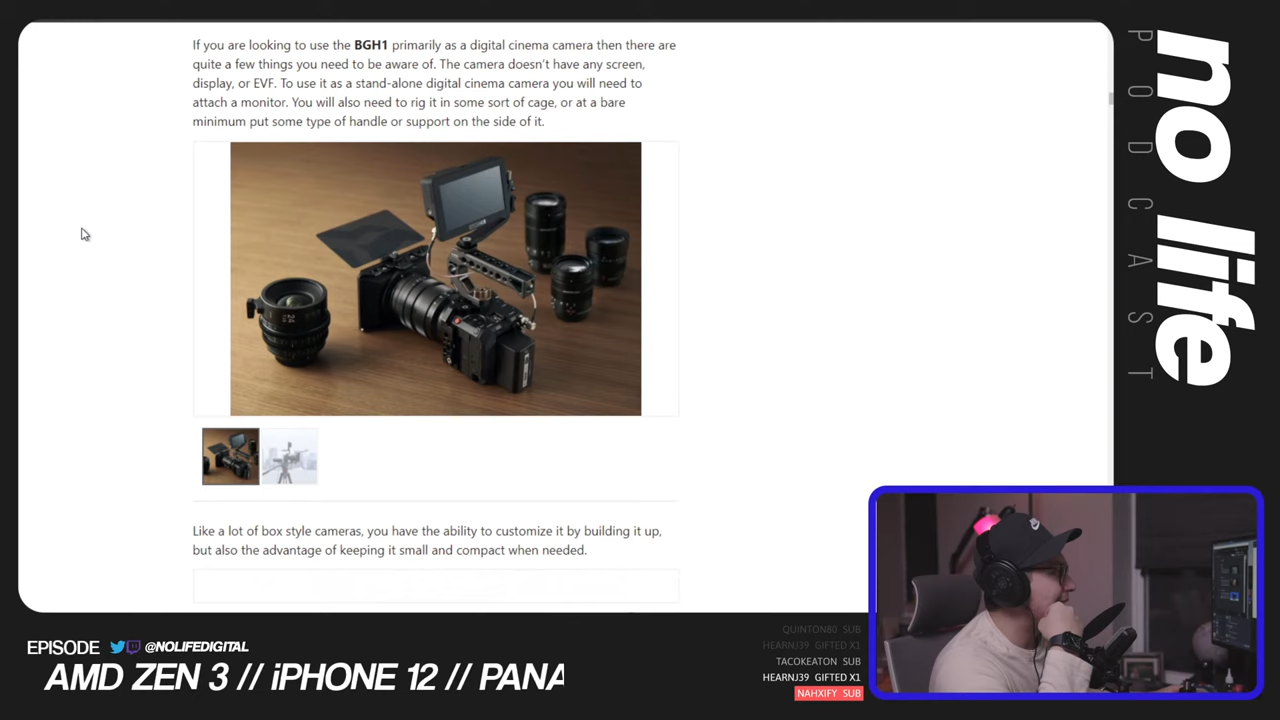 If you are looking to use the BGH1 primarily as a digital cinema camera then there are
quite a few things you need to be aware of. The camera doesn't have any screen,
display, or EVF. To use it as a stand-alone digital cinema camera you will need to
attach a monitor. You will also need to rig it in some sort of cage, or at a bare
minimum put some type of handle or support on the side of it.
24
Like a lot of box style cameras, you have the ability to customize it by building it up,
but also the advantage of keeping it small and compact when needed.
no life
PODCAST
EPISODE @NOLIFEDIGITAL
AMD ZEN 3 // iPHONE 12 // PANA
QUINTON80 SUB
HEARNJ39 GIFTED X1
TACOKEATON SUB
HEARNJ39 GIFTED X1
NAHXIFY SUB